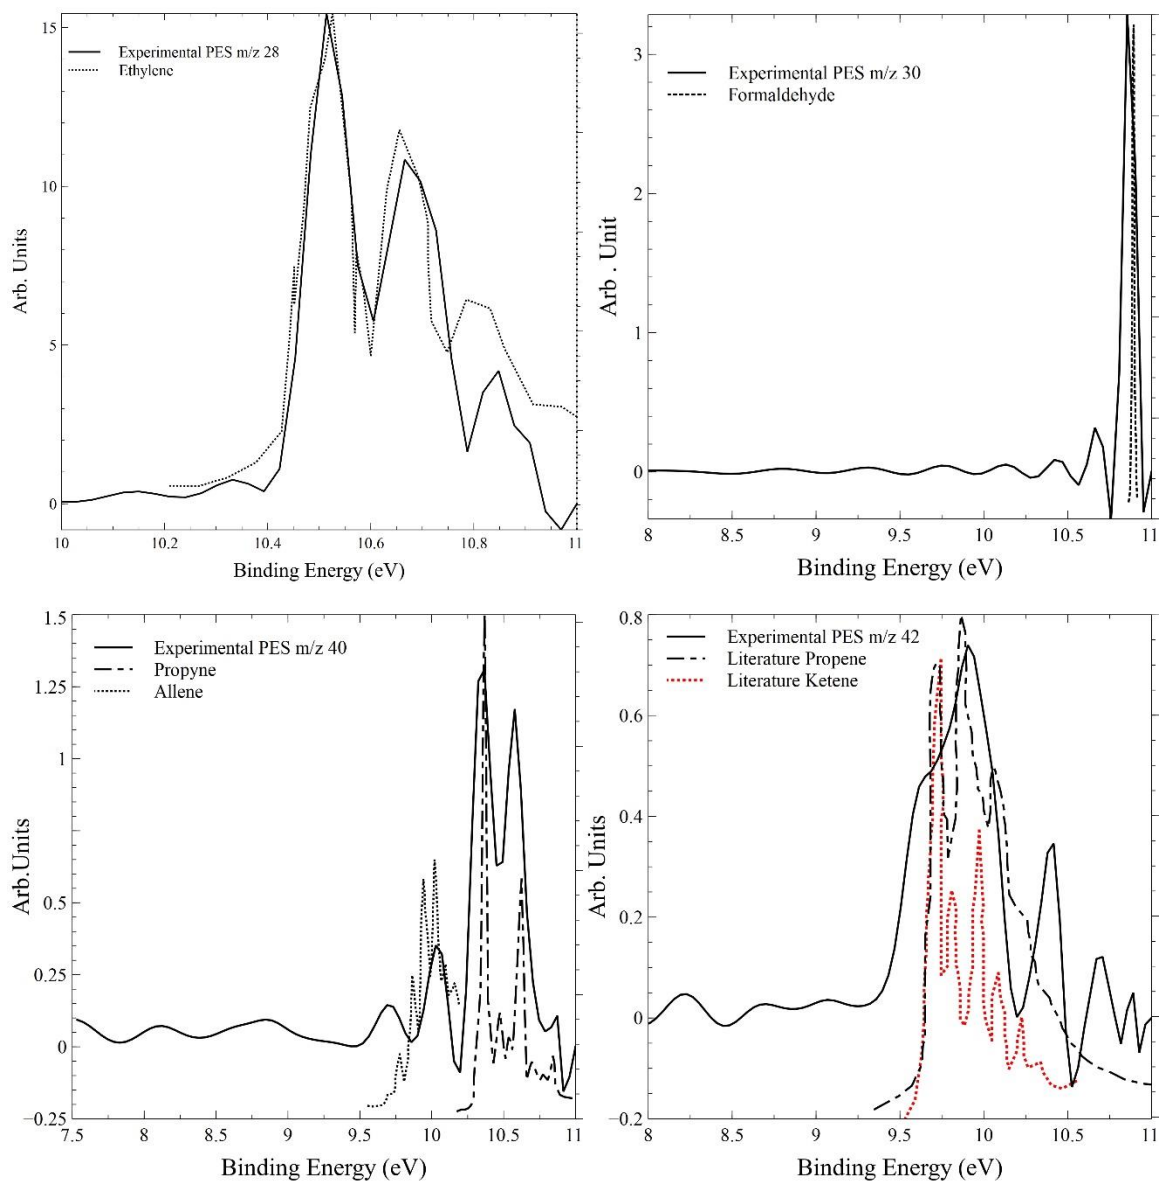 15
10
5
0
Arb. Units
Experimental PES m/z 28
Ethylene
10
10.2
10.4
10.6
10.8
11
Binding Energy (eV)
3
2
1
0
Arb . Unit
Experimental PES m/z 30
Formaldehyde
8
8.5
9
9.5
10
10.5
11
Binding Energy (eV)
1.5
1.25
1
0.5
0.25
0
−0.25
Arb.Units
Experimental PES m/z 40
Propyne
Allene
7.5
8
8.5
9
9.5
10
10.5
11
Binding Energy (eV)
0.8
0.6
0.4
0.2
0
−0.2
Arb. Units
Experimental PES m/z 42
Literature Propene
Literature Ketene
8
8.5
9
9.5
10
10.5
11
Binding Energy (eV)